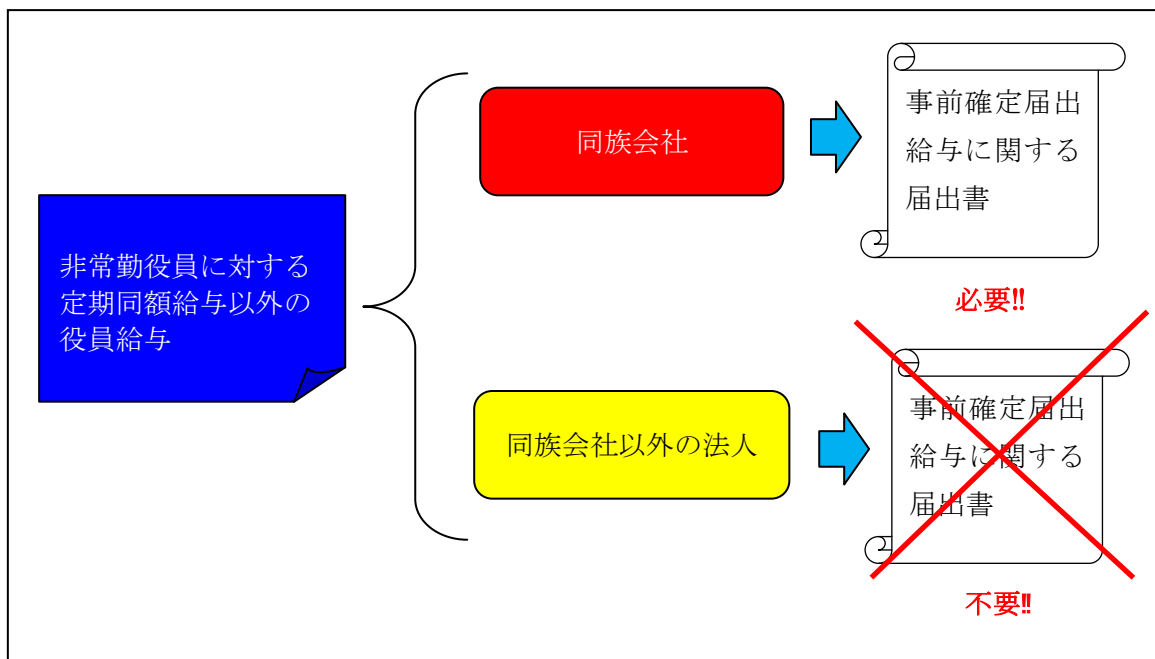 非常勤役員に対する
定期同額給与以外の
役員給与
同族会社
事前確定届出
給与に関する
届出書
必要!!
同族会社以外の法人
事前確定届出
給与に関する
届出書
不要!!